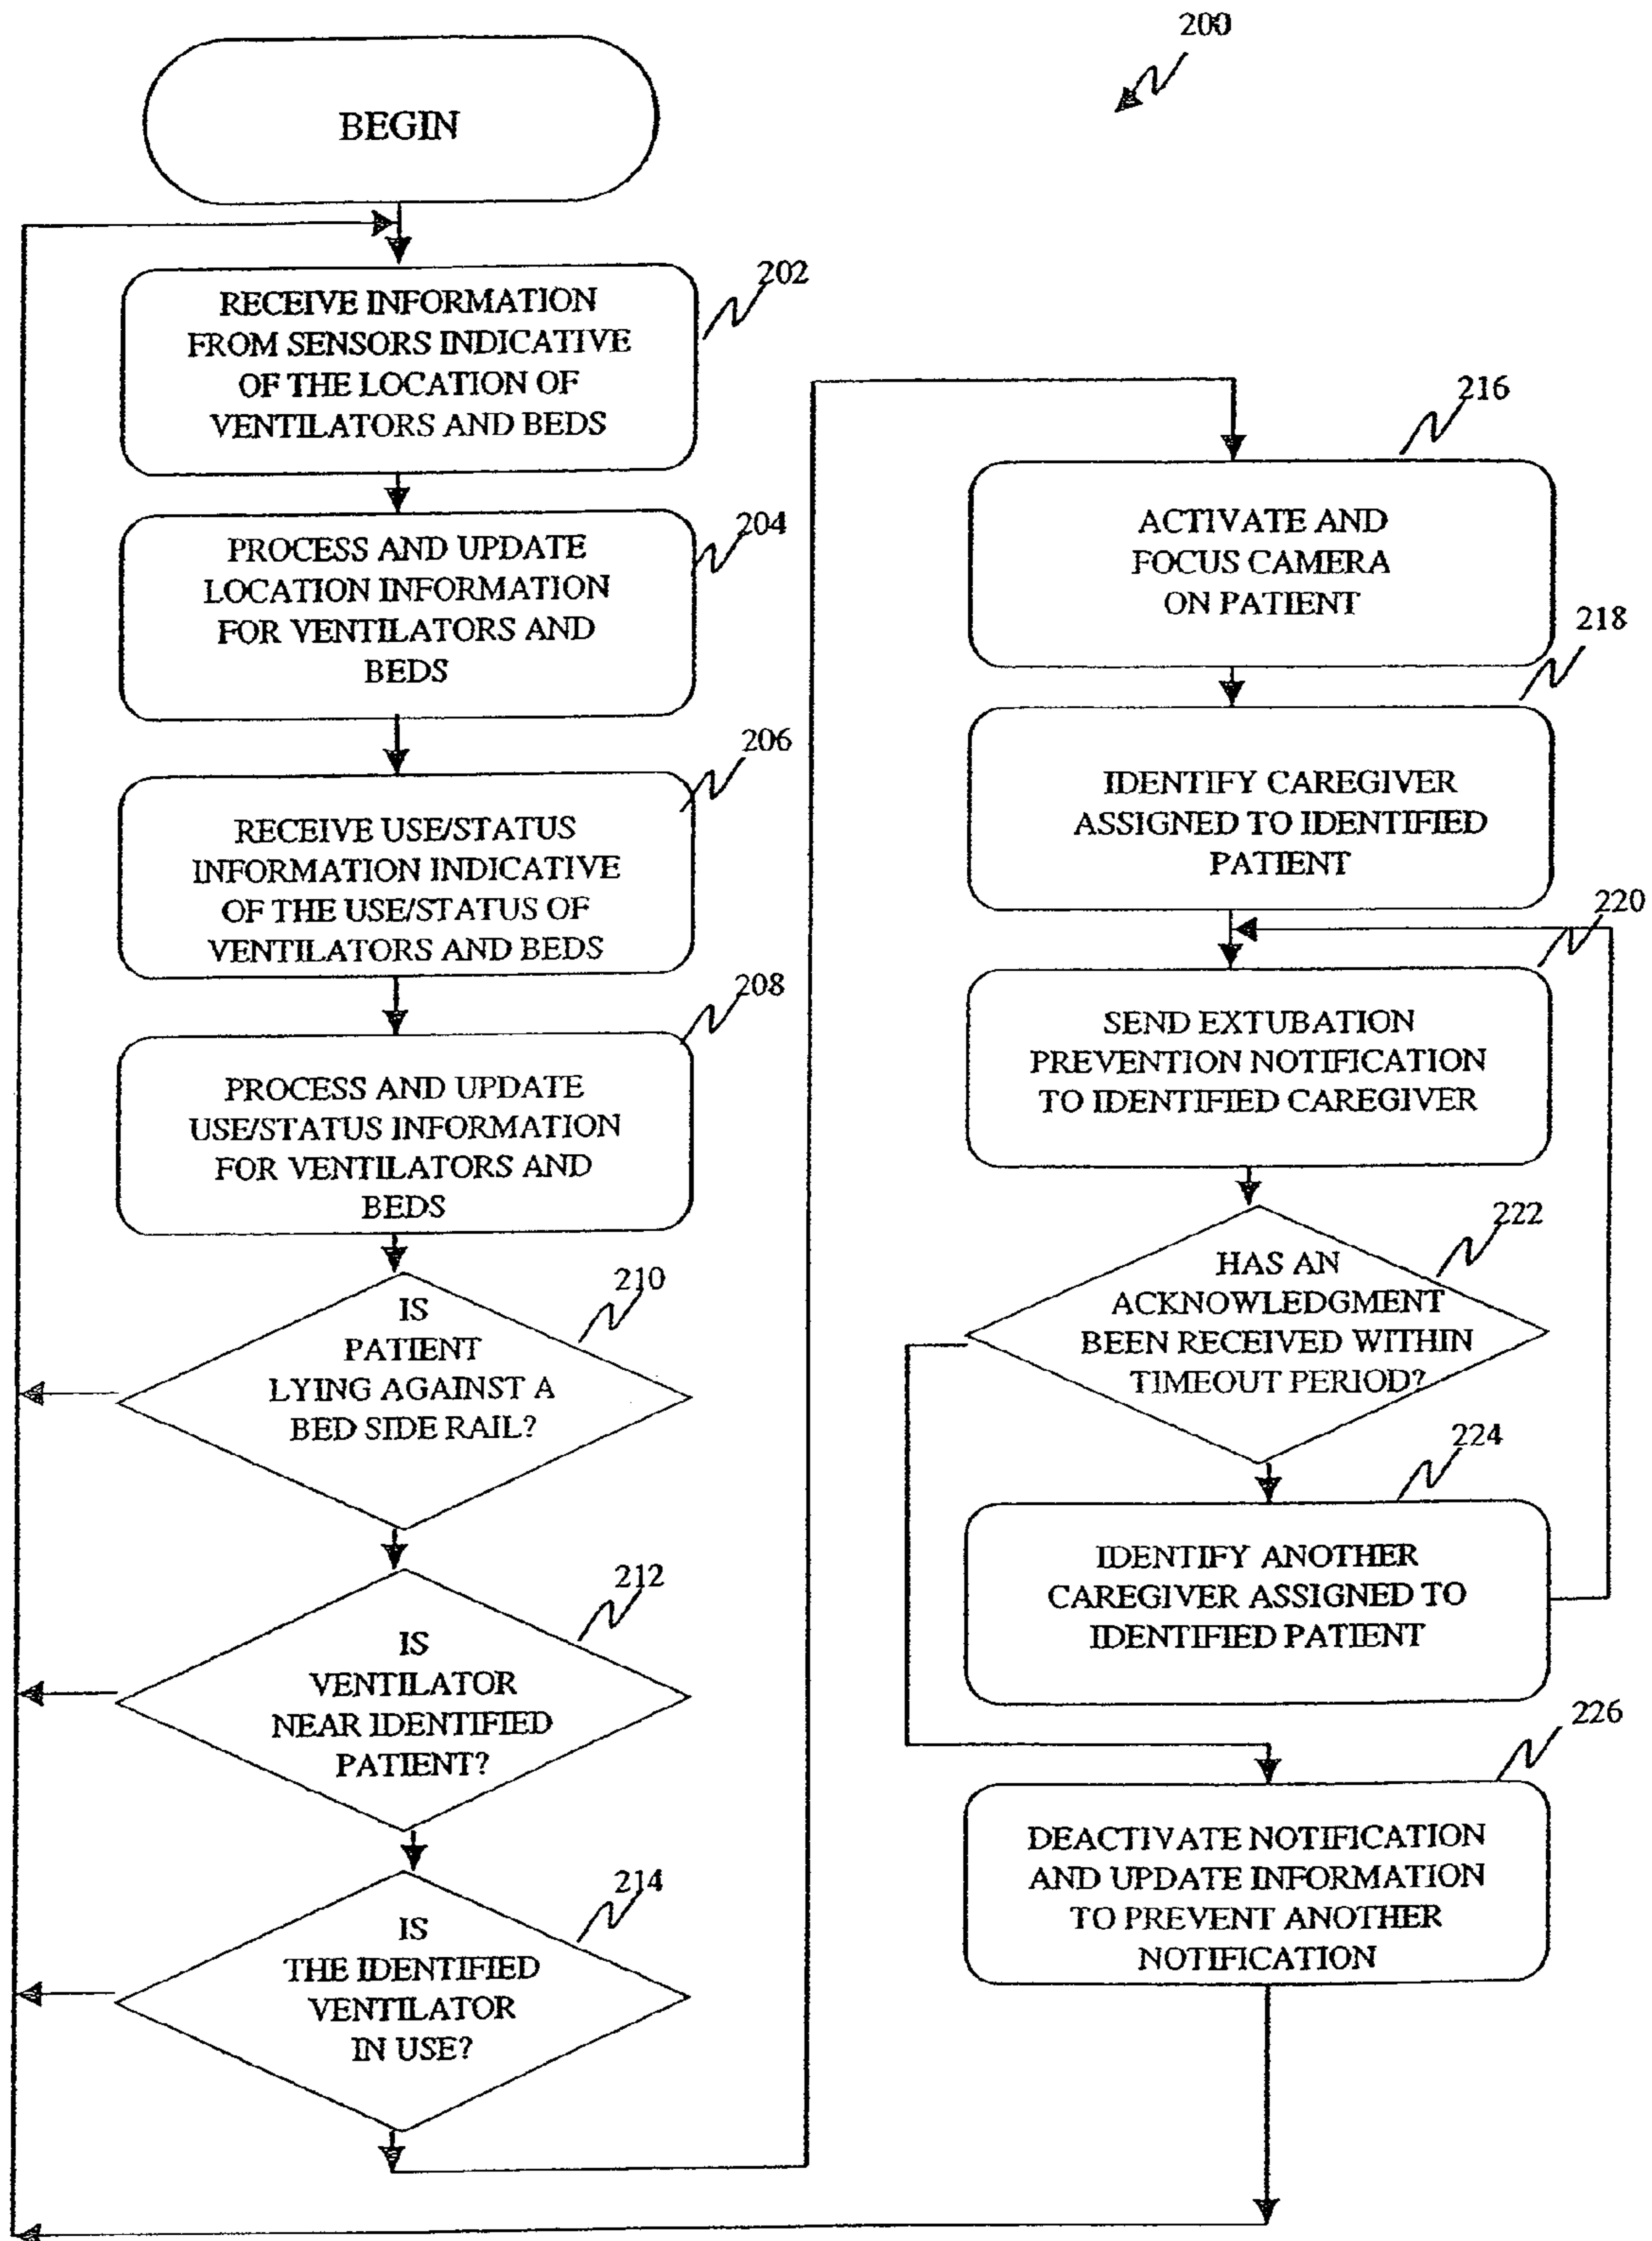 200
BEGIN
202
RECEIVE INFORMATION
FROM SENSORS INDICATIVE
OF THE LOCATION OF
VENTILATORS AND BEDS
204
PROCESS AND UPDATE
LOCATION INFORMATION
FOR VENTILATORS AND
BEDS
206
RECEIVE USE/STATUS
INFORMATION INDICATIVE
OF THE USE/STATUS OF
VENTILATORS AND BEDS
208
PROCESS AND UPDATE
USE/STATUS INFORMATION
FOR VENTILATORS AND
BEDS
210
IS
PATIENT
LYING AGAINST A
BED SIDE RAIL?
212
IS
VENTILATOR
NEAR IDENTIFIED
PATIENT?
214
IS
THE IDENTIFIED
VENTILATOR
IN USE?
216
ACTIVATE AND
FOCUS CAMERA
ON PATIENT
218
IDENTIFY CAREGIVER
ASSIGNED TO IDENTIFIED
PATIENT
220
SEND EXTUBATION
PREVENTION NOTIFICATION
TO IDENTIFIED CAREGIVER
222
HAS AN
ACKNOWLEDGMENT
BEEN RECEIVED WITHIN
TIMEOUT PERIOD?
224
IDENTIFY ANOTHER
CAREGIVER ASSIGNED TO
IDENTIFIED PATIENT
226
DEACTIVATE NOTIFICATION
AND UPDATE INFORMATION
TO PREVENT ANOTHER
NOTIFICATION